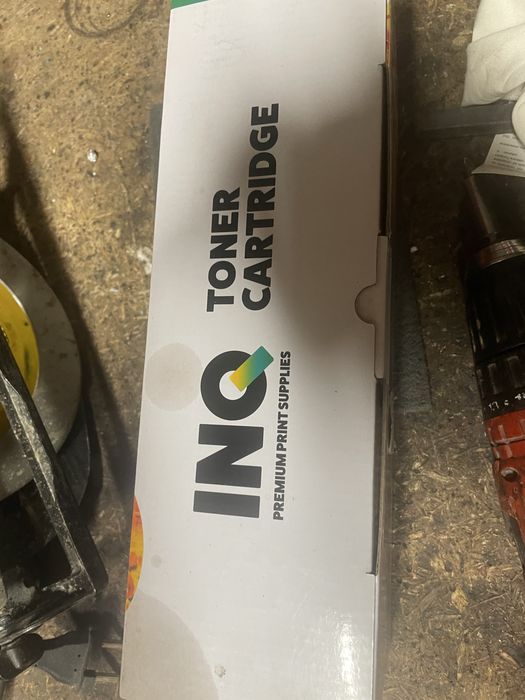 INQ
PREMIUM PRINT SUPPLIES
TONER
CARTRIDGE